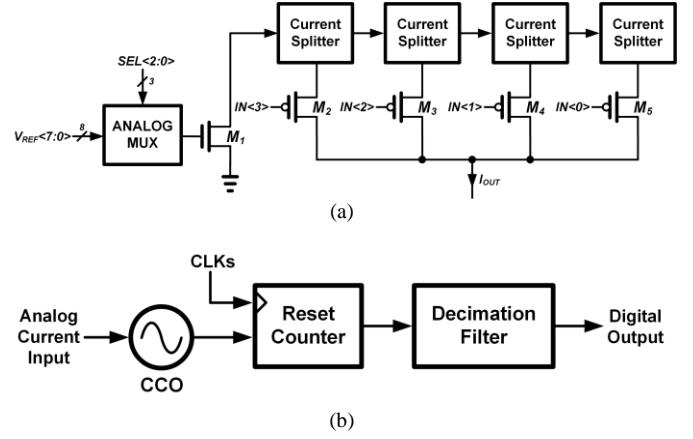 Current Splitter
Current Splitter
Current Splitter
Current Splitter
SEL<2:0>
3
IN<3>
M2
IN<2>
M3
IN<1>
M4
IN<0>
M5
VREF<7:0>
8
ANALOG
MUX
M1
IOUT
(a)
CLKs
Analog
Current
Input
CCO
Reset
Counter
Decimation
Filter
Digital
Output
(b)